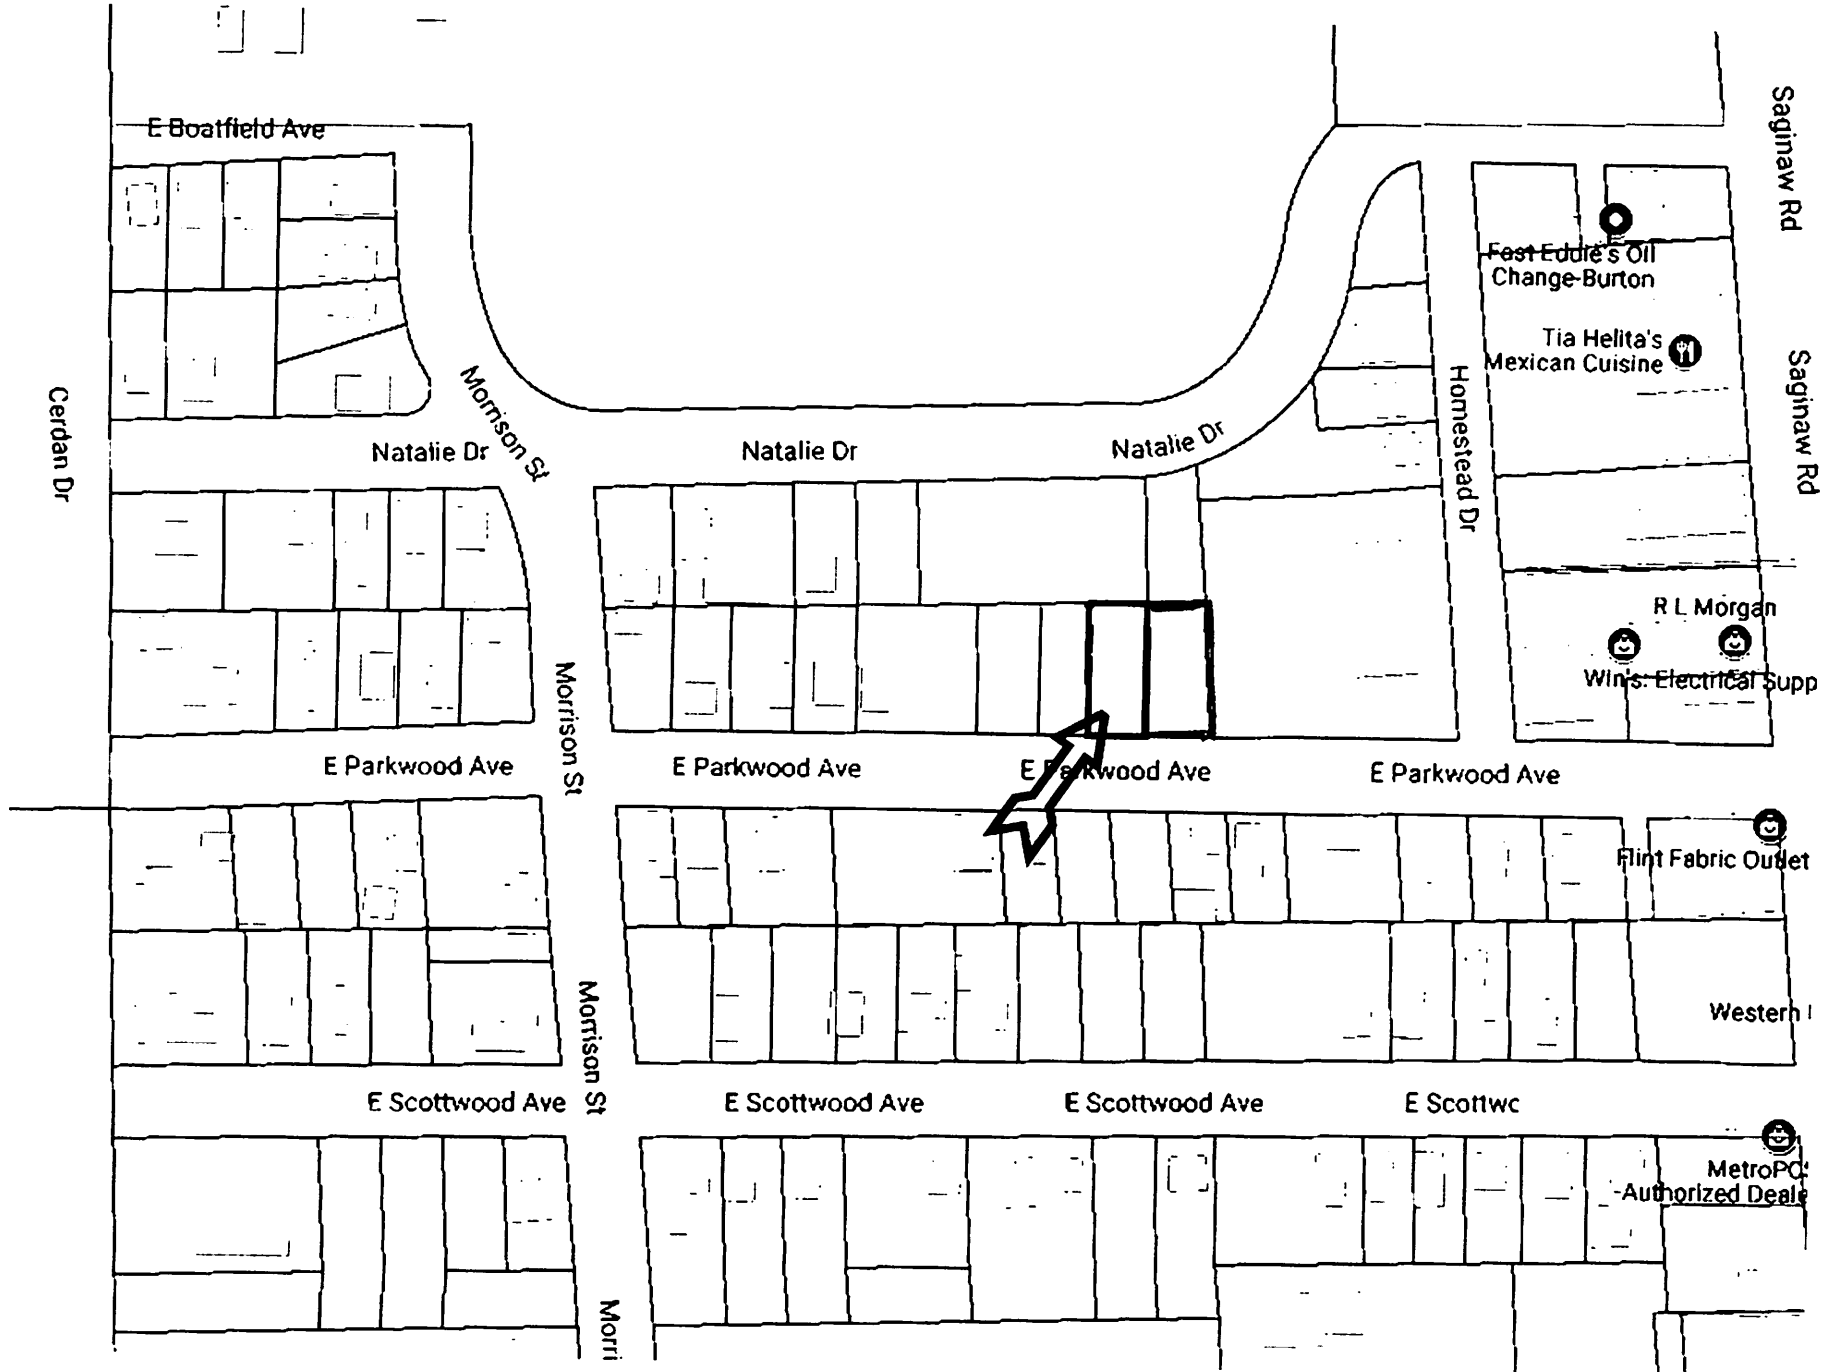 E Boatfield Ave
Saginaw Rd
Fast Eddie's Oil
Change-Burton
Tia Helita's
Mexican Cuisine
Saginaw Rd
Cerdan Dr
Morrison St
Homestead Dr
Natalie Dr
Natalie Dr
Natalie Dr
R L Morgan
Win's. Electrical Supp
Morrison St
E Parkwood Ave
E Parkwood Ave
E Parkwood Ave
E Parkwood Ave
Flint Fabric Outlet
Western
Morrison St
E Scottwood Ave
E Scottwood Ave
E Scottwood Ave
E Scottwc
MetroPC
-Authorized Deale
Morri